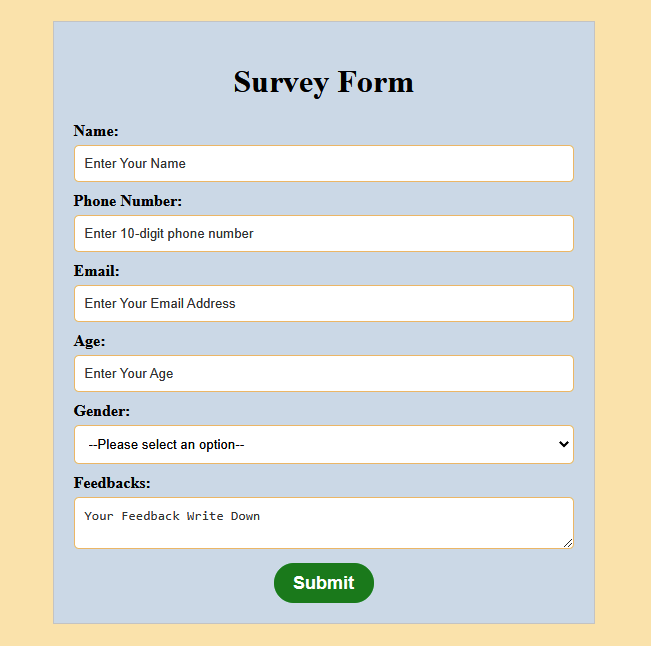 Survey Form
Name:
Enter Your Name
Phone Number:
Enter 10-digit phone number
Email:
Enter Your Email Address
Age:
Enter Your Age
Gender:
--Please select an option--
Feedbacks:
Your Feedback Write Down
Submit